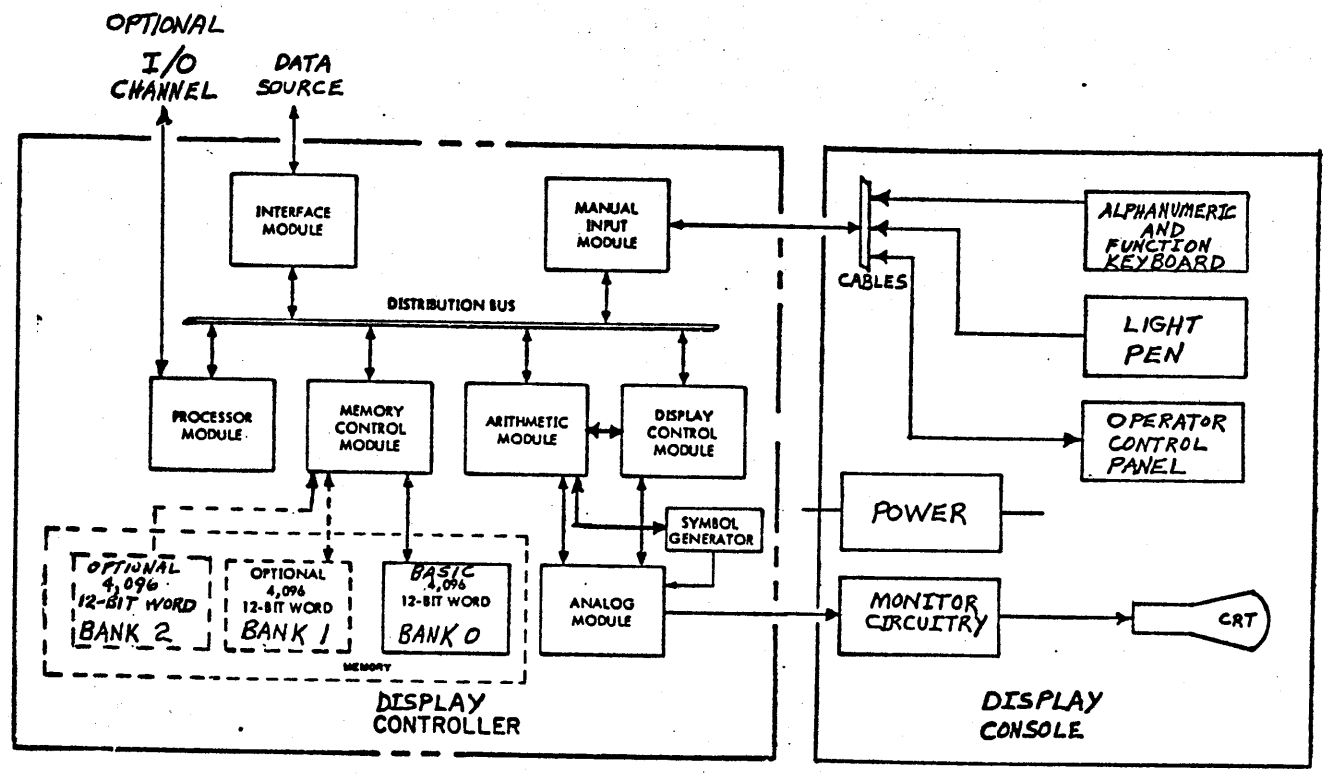 OPTIONAL
I/O
CHANNEL
DATA
SOURCE
INTERFACE
MODULE
MANUAL
INPUT
MODULE
DISTRIBUTION BUS
PROCESSOR
MODULE
MEMORY
CONTROL
MODULE
ARITHMETIC
MODULE
DISPLAY
CONTROL
MODULE
SYMBOL
GENERATOR
OPTIONAL
4,096
12-BIT WORD
BANK 2
OPTIONAL
4,096
12-BIT WORD
BANK 1
BASIC
4,096
12-BIT WORD
BANK 0
MEMORY
ANALOG
MODULE
DISPLAY
CONTROLLER
CABLES
ALPHANUMERIC
AND
FUNCTION
KEYBOARD
LIGHT
PEN
OPERATOR
CONTROL
PANEL
POWER
MONITOR
CIRCUITRY
CRT
DISPLAY
CONSOLE